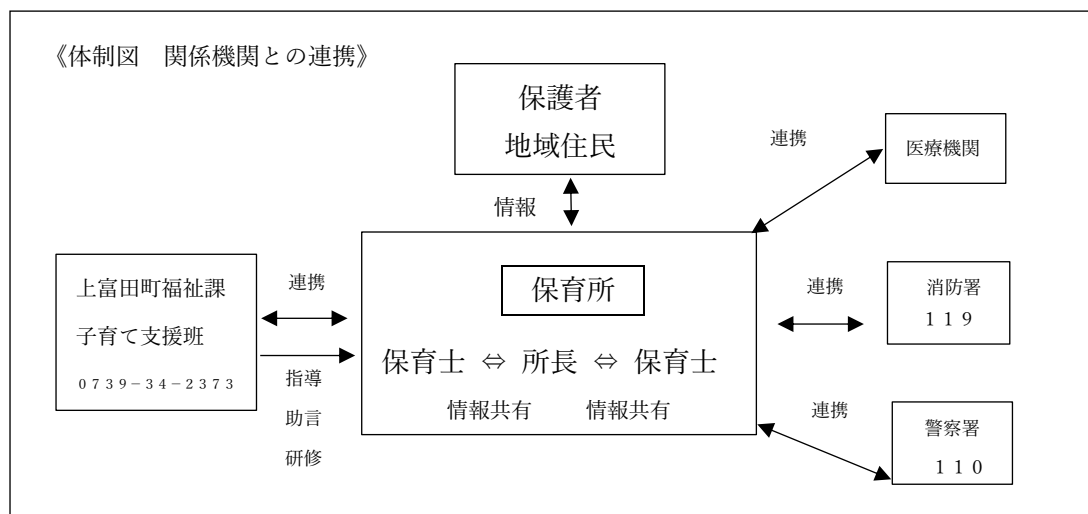 《体制図　関係機関との連携》
保護者
地域住民
情報
連携
医療機関
上富田町福祉課
子育て支援班
０７３９－３４－２３７３
連携
指導
助言
研修
保育所
保育士 ⇔ 所長 ⇔ 保育士
情報共有　　情報共有
連携
消防署
１１９
連携
警察署
１１０